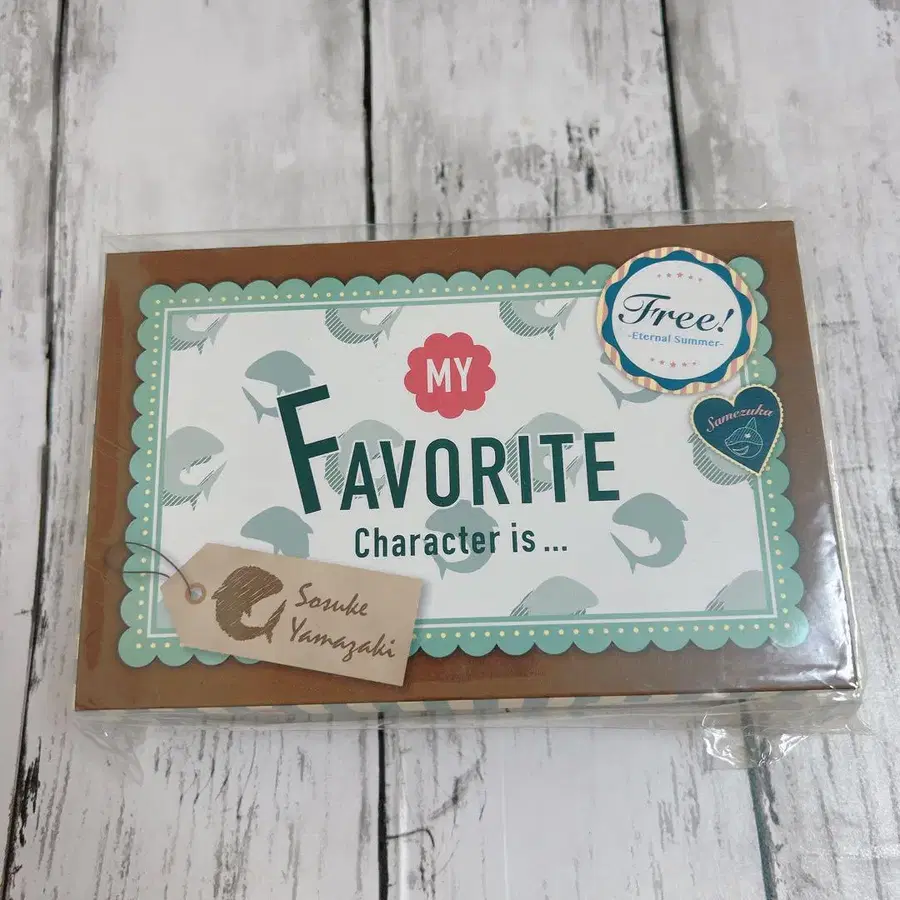 Free!
-Eternal Summer-
Samezuka
MY
FAVORITE
Character is...
Sosuke
Yamazaki